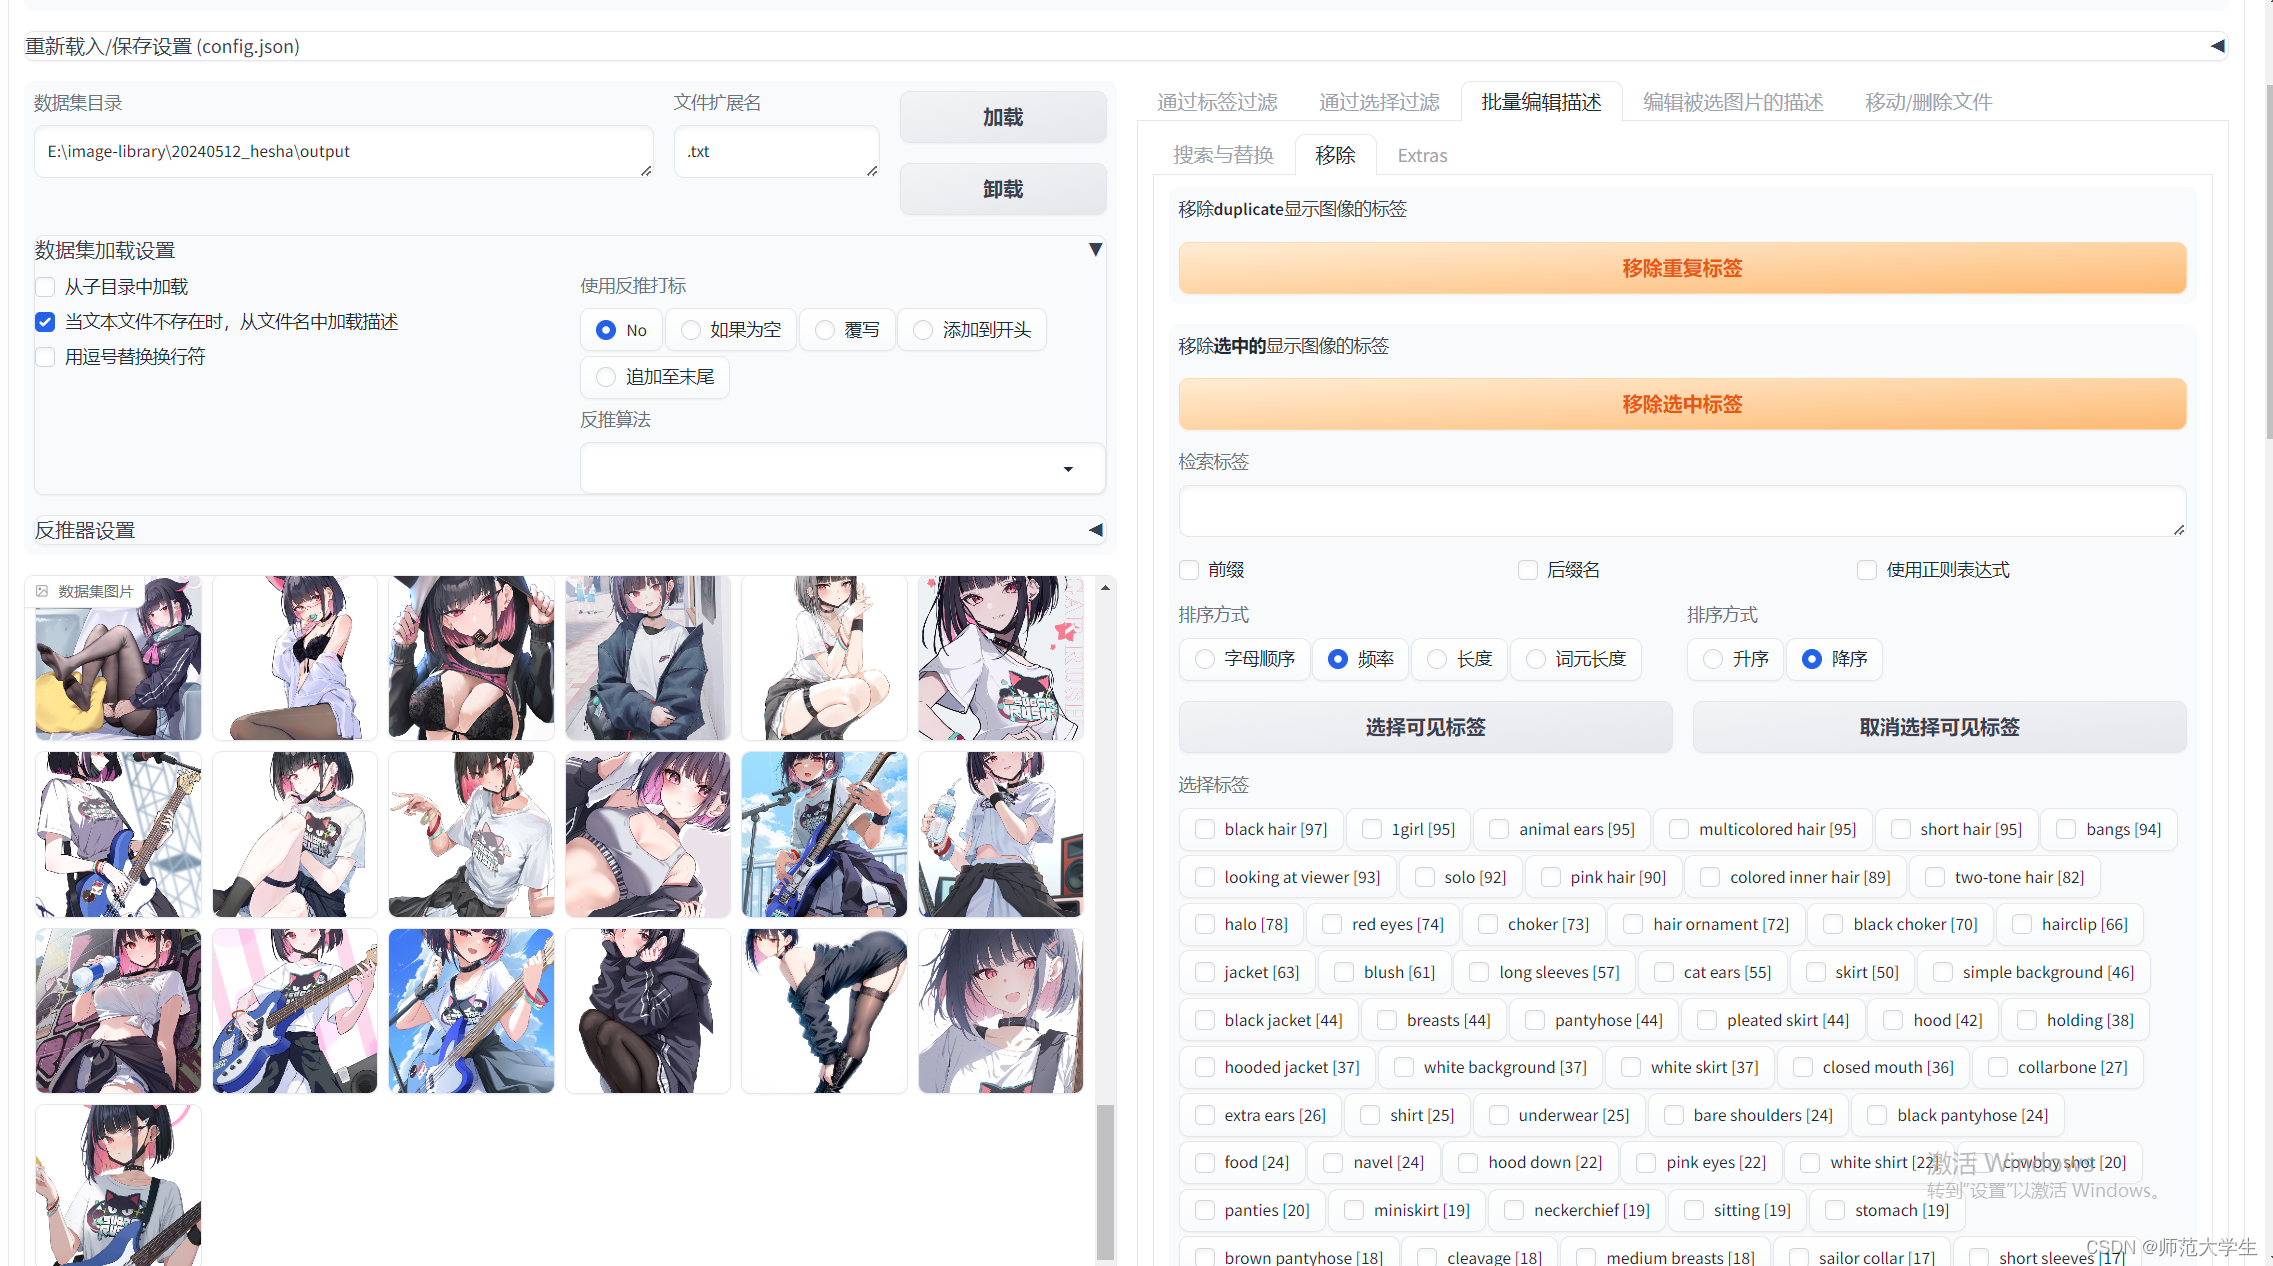 重新载入/保存设置 (config.json)
数据集目录
文件扩展名
加载
E:\image-library\20240512_hesha\output
.txt
卸载
数据集加载设置
从子目录中加载
当文本文件不存在时，从文件名中加载描述
用逗号替换换行符
使用反推打标
No
如果为空
覆写
添加到开头
追加至末尾
反推算法
反推器设置
数据集图片
通过标签过滤
通过选择过滤
批量编辑描述
编辑被选图片的描述
移动/删除文件
搜索与替换
移除
Extras
移除duplicate显示图像的标签
移除重复标签
移除选中的显示图像的标签
移除选中标签
检索标签
前缀
后缀名
使用正则表达式
排序方式
字母顺序
频率
长度
词元长度
排序方式
升序
降序
选择可见标签
取消选择可见标签
选择标签
black hair [97] 1girl [95] animal ears [95] multicolored hair [95] short hair [95] bangs [94]
looking at viewer [93] solo [92] pink hair [90] colored inner hair [89] two-tone hair [82]
halo [78] red eyes [74] choker [73] hair ornament [72] black choker [70] hairclip [66]
jacket [63] blush [61] long sleeves [57] cat ears [55] skirt [50] simple background [46]
black jacket [44] breasts [44] pantyhose [44] pleated skirt [44] hood [42] holding [38]
hooded jacket [37] white background [37] white skirt [37] closed mouth [36] collarbone [27]
extra ears [26] shirt [25] underwear [25] bare shoulders [24] black pantyhose [24]
food [24] navel [24] hood down [22] pink eyes [22] white shirt [22] cowboy shot [20]
panties [20] miniskirt [19] neckerchief [19] sitting [19] stomach [19]
brown pantyhose [18] cleavage [18] medium breasts [18] sailor collar [17] short sleeves [17]
激活 Windows
转到“设置”以激活 Windows。
CSDN @师范大学生